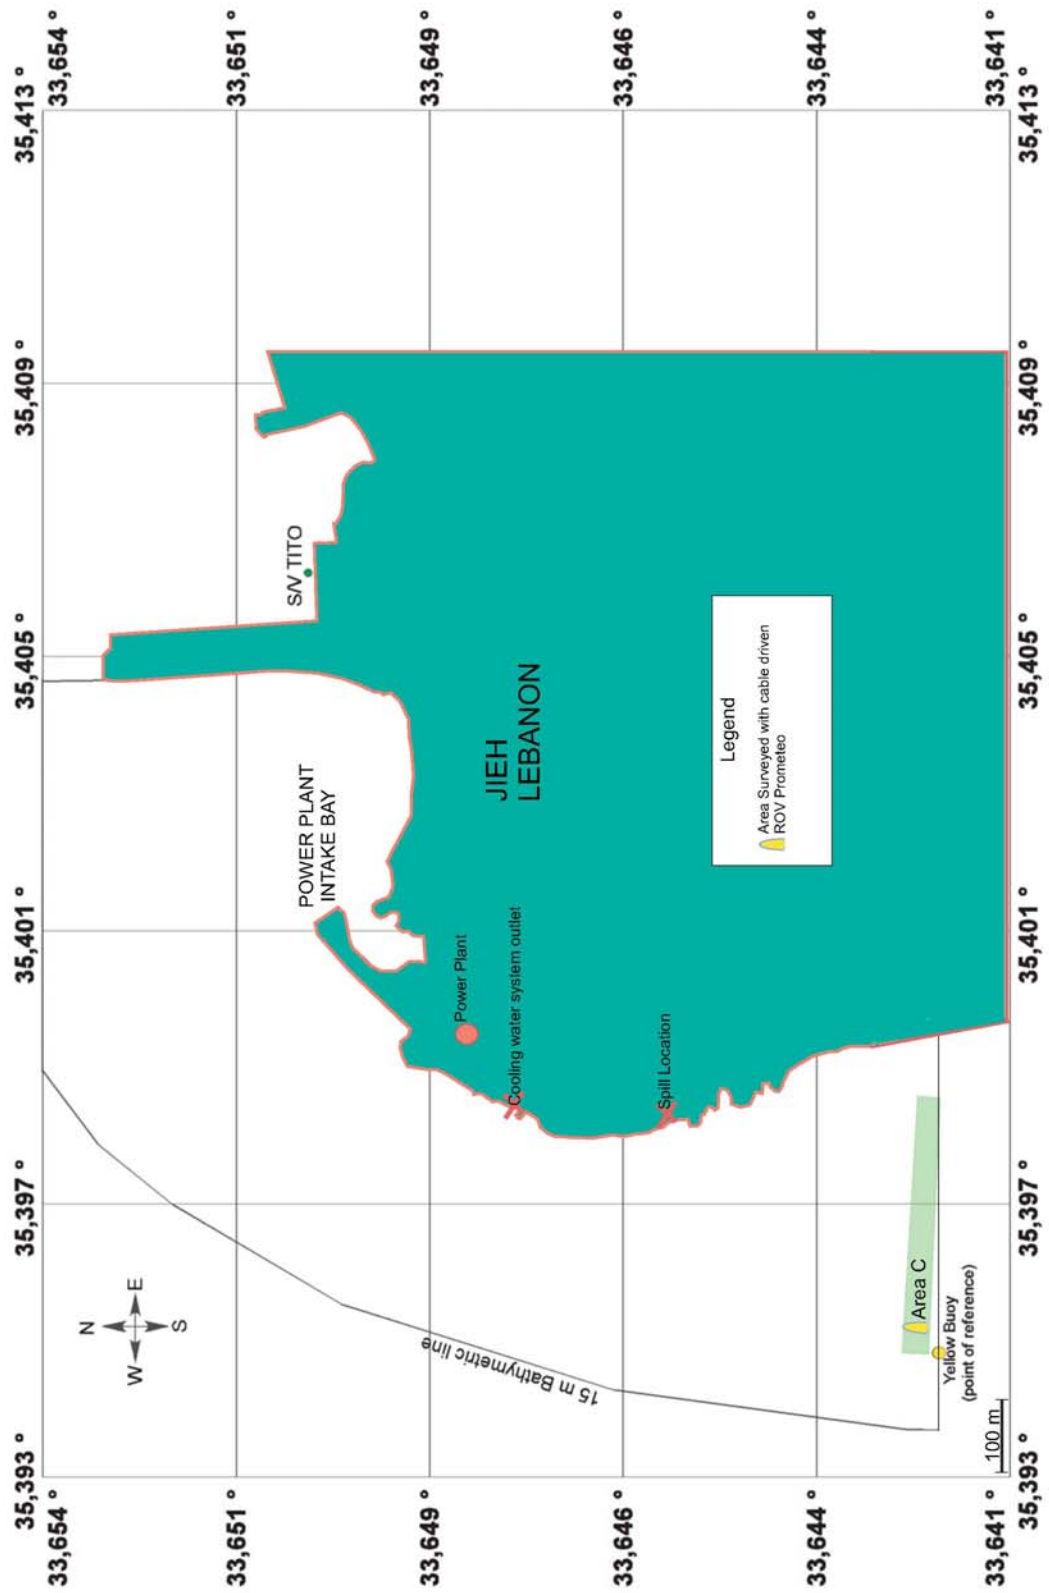 35,393 °
35,397 °
35,401 °
35,405 °
35,409 °
35,413 °
33,654 °
33,654 °
N
W
E
S
33,651 °
33,651 °
S/V TITO
POWER PLANT
INTAKE BAY
33,649 °
33,649 °
Power Plant
JIEH
LEBANON
Cooling water system outlet
15 m Bathymetric line
33,646 °
33,646 °
Spill Location
Legend
Area Surveyed with cable driven
ROV Prometeo
33,644 °
33,644 °
Area C
Yellow Buoy
(point of reference)
100 m
33,641 °
33,641 °
35,393 °
35,397 °
35,401 °
35,405 °
35,409 °
35,413 °